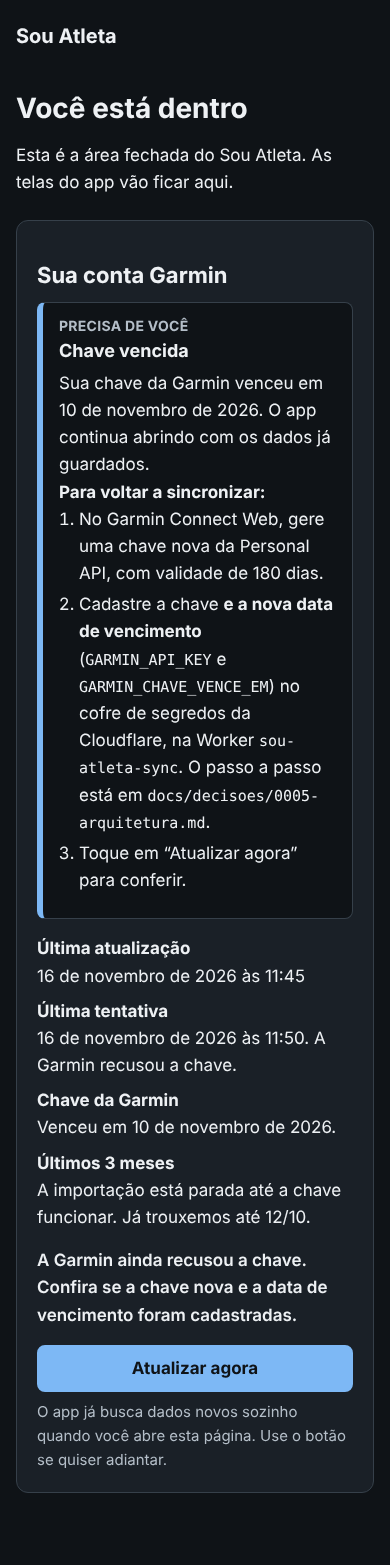 Sou Atleta
Você está dentro
Esta é a área fechada do Sou Atleta. As
telas do app vão ficar aqui.
Sua conta Garmin
PRECISA DE VOCÊ
Chave vencida
Sua chave da Garmin venceu em
10 de novembro de 2026. O app
continua abrindo com os dados já
guardados.
Para voltar a sincronizar:
1. No Garmin Connect Web, gere
uma chave nova da Personal
API, com validade de 180 dias.
2. Cadastre a chave e a nova data
de vencimento
(GARMIN_API_KEY e
GARMIN_CHAVE_VENCE_EM) no
cofre de segredos da
Cloudflare, na Worker sou-
atleta-sync. O passo a passo
está em docs/decisoes/0005-
arquitetura.md.
3. Toque em “Atualizar agora”
para conferir.
Última atualização
16 de novembro de 2026 às 11:45
Última tentativa
16 de novembro de 2026 às 11:50. A
Garmin recusou a chave.
Chave da Garmin
Venceu em 10 de novembro de 2026.
Últimos 3 meses
A importação está parada até a chave
funcionar. Já trouxemos até 12/10.
A Garmin ainda recusou a chave.
Confira se a chave nova e a data de
vencimento foram cadastradas.
Atualizar agora
O app já busca dados novos sozinho
quando você abre esta página. Use o botão
se quiser adiantar.